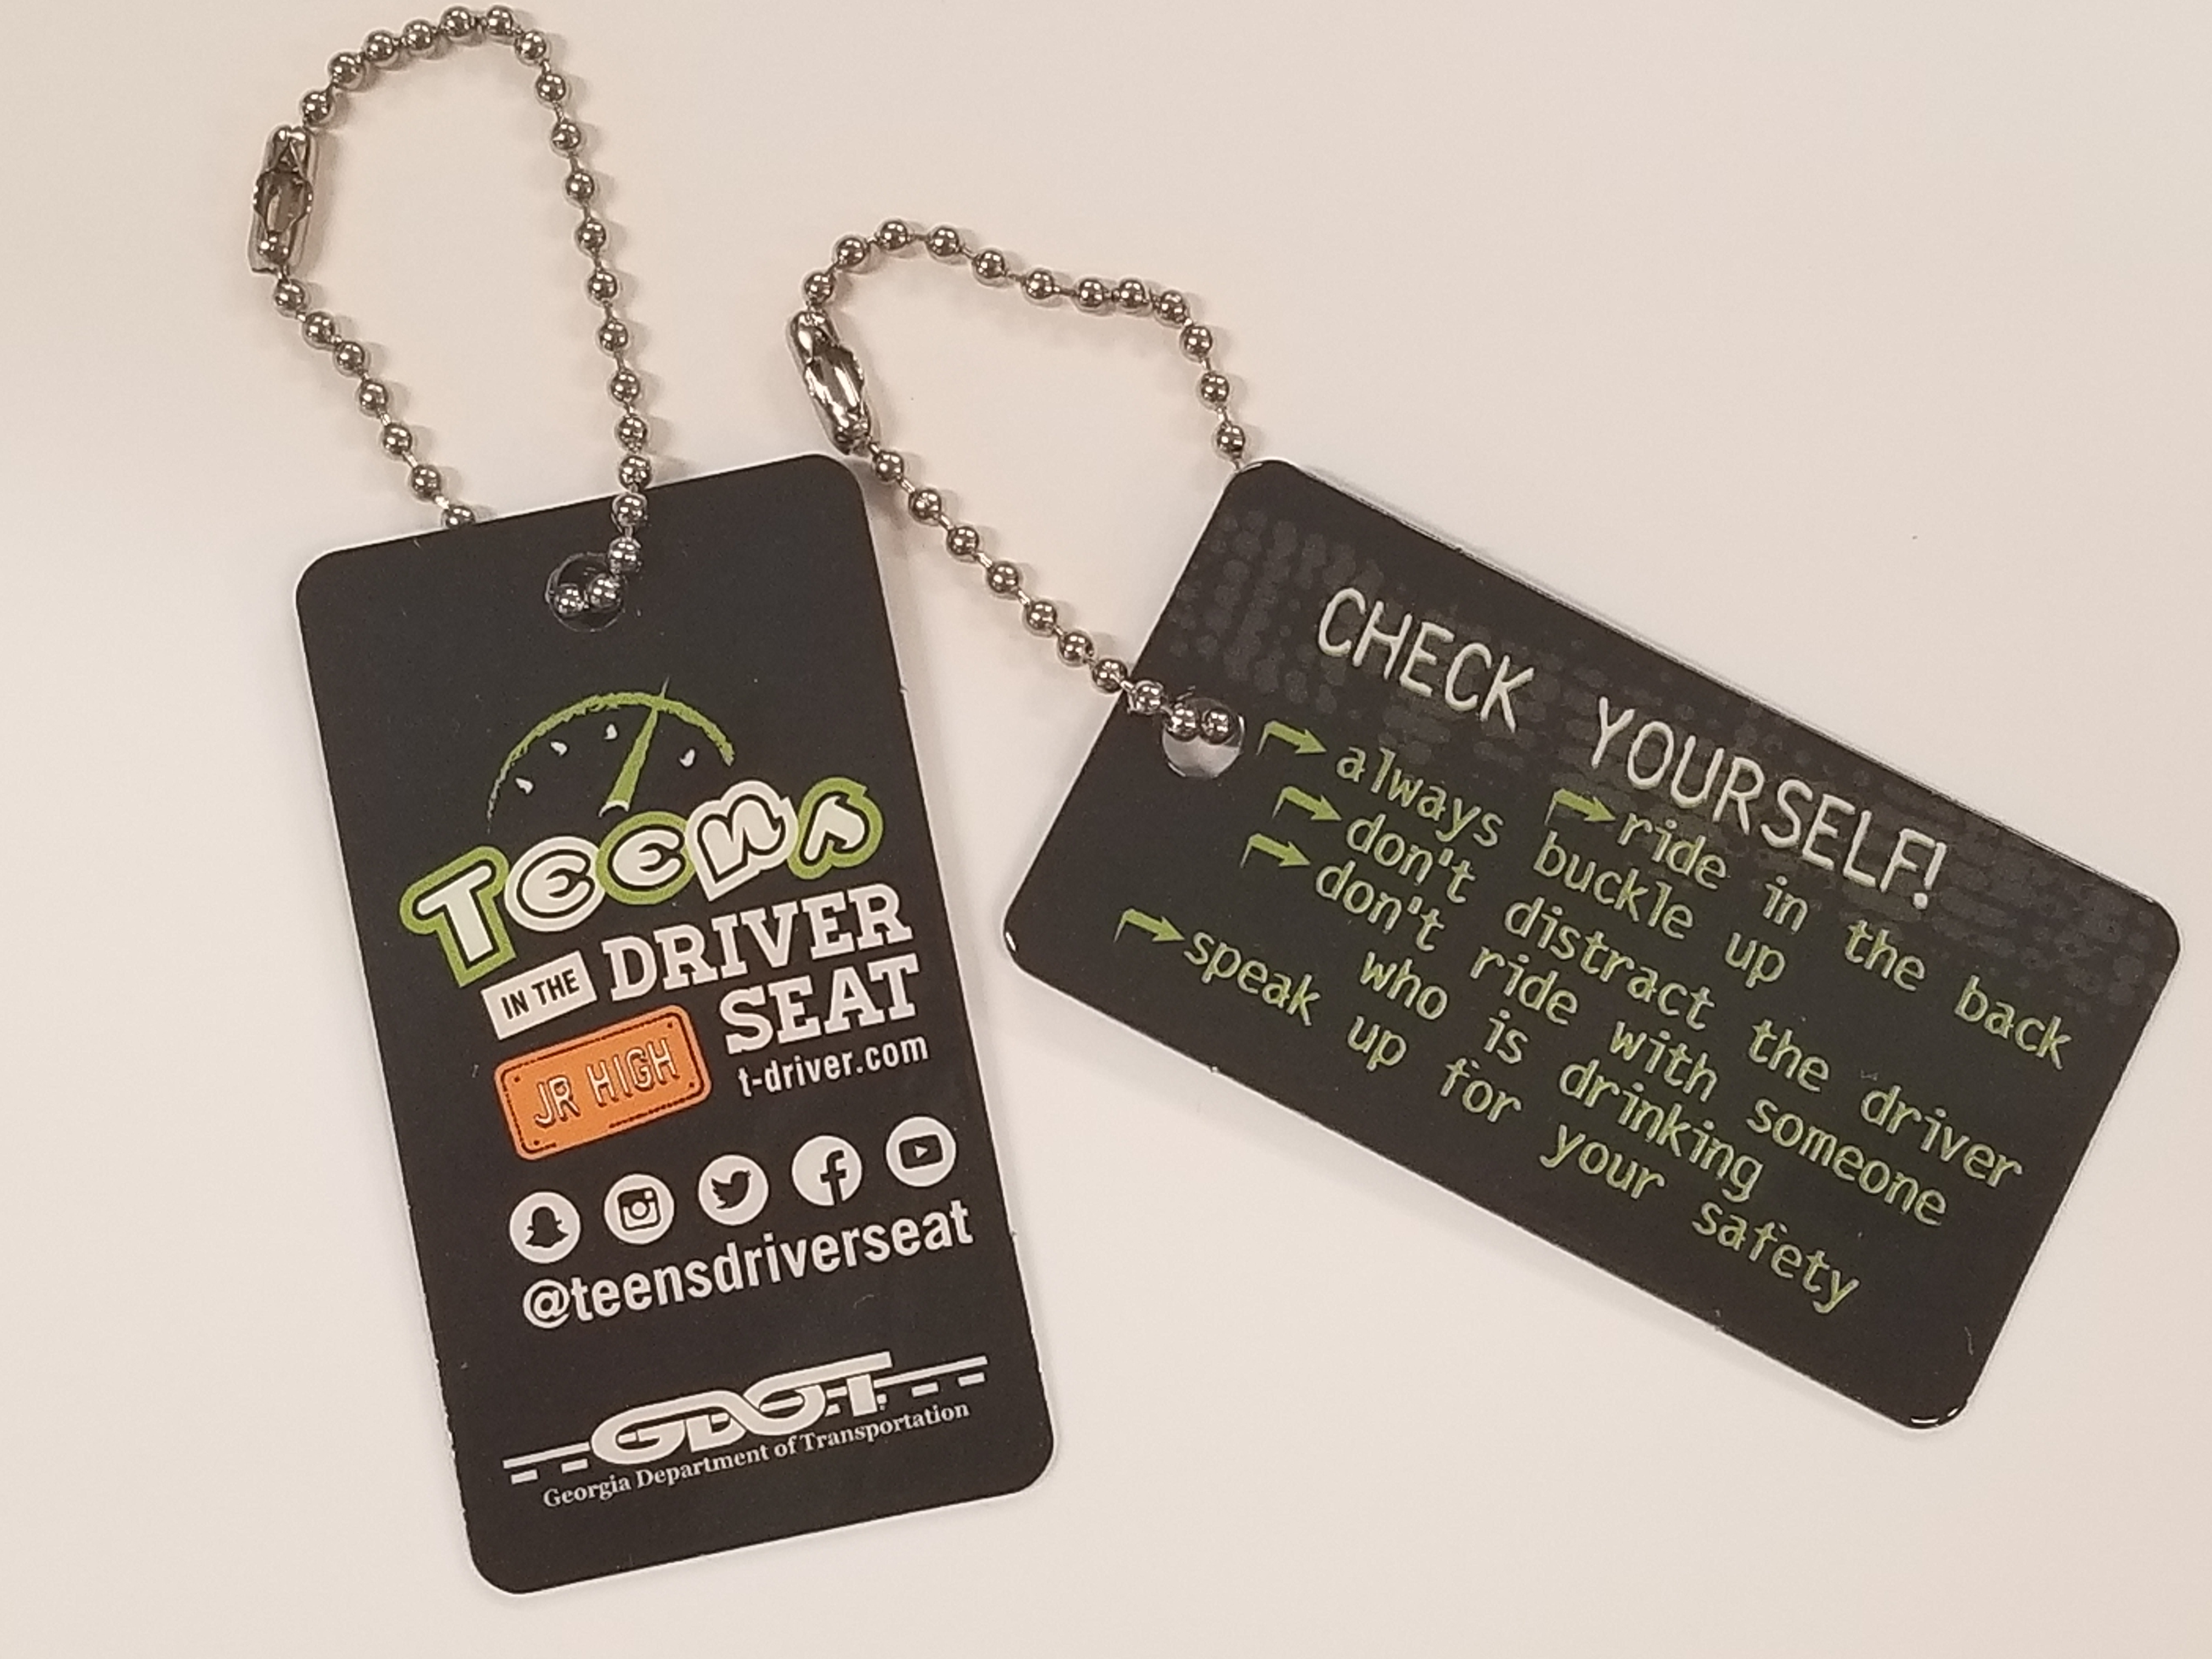 Teens
IN THE DRIVER
SEAT
JR HIGH
t-driver.com
@teensdriverseat
GDOT
Georgia Department of Transportation
CHECK YOURSELF!
ride in the back
always buckle up
don't distract the driver
don't ride with someone
who is drinking
speak up for your safety